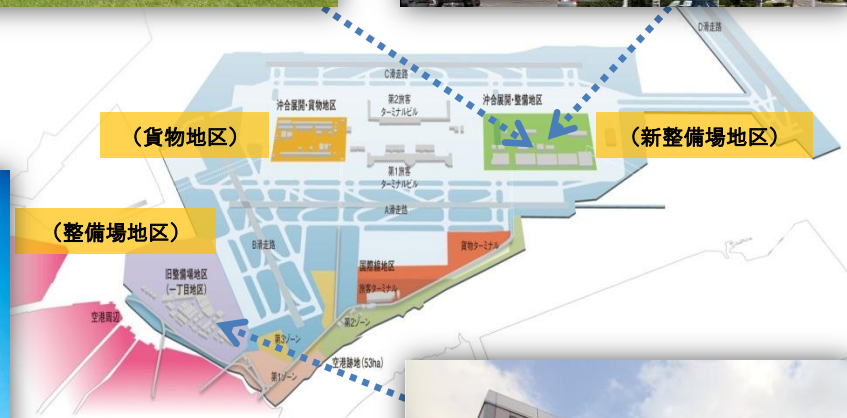 D滑走路
C滑走路
沖合展開・貨物地区
第2旅客
ターミナルビル
沖合展開・整備地区
（貨物地区）
（新整備場地区）
第1旅客
ターミナルビル
A滑走路
（整備場地区）
B滑走路
貨物ターミナル
国際線地区
旧整備場地区
（一丁目地区）
旅客ターミナル
空港周辺
第2ゾーン
第3ゾーン
空港跡地（53ha）
第1ゾーン